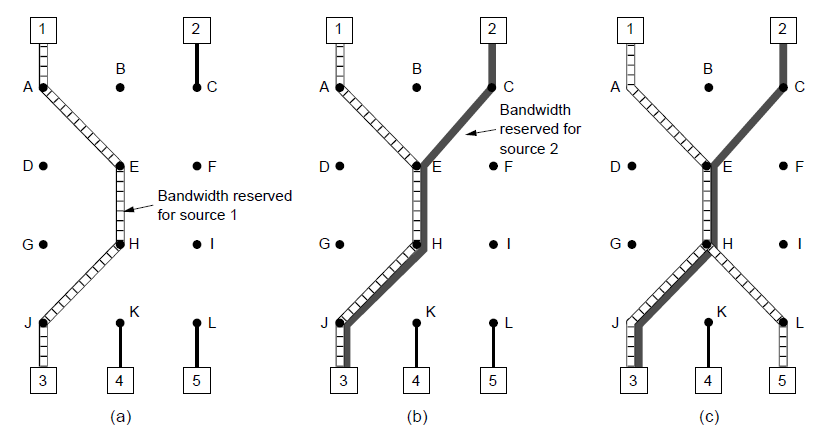 1
2
B
A
C
D
E
F
Bandwidth reserved
for source 1
G
H
I
K
J
L
3
4
5
(a)
1
2
B
A
C
Bandwidth
reserved for
source 2
D
E
F
G
H
I
K
J
L
3
4
5
(b)
1
2
B
A
C
D
E
F
G
H
I
K
J
L
3
4
5
(c)